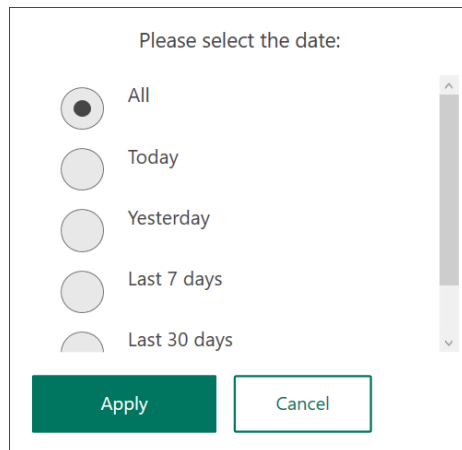 Please select the date:
All
Today
Yesterday
Last 7 days
Last 30 days
Apply
Cancel